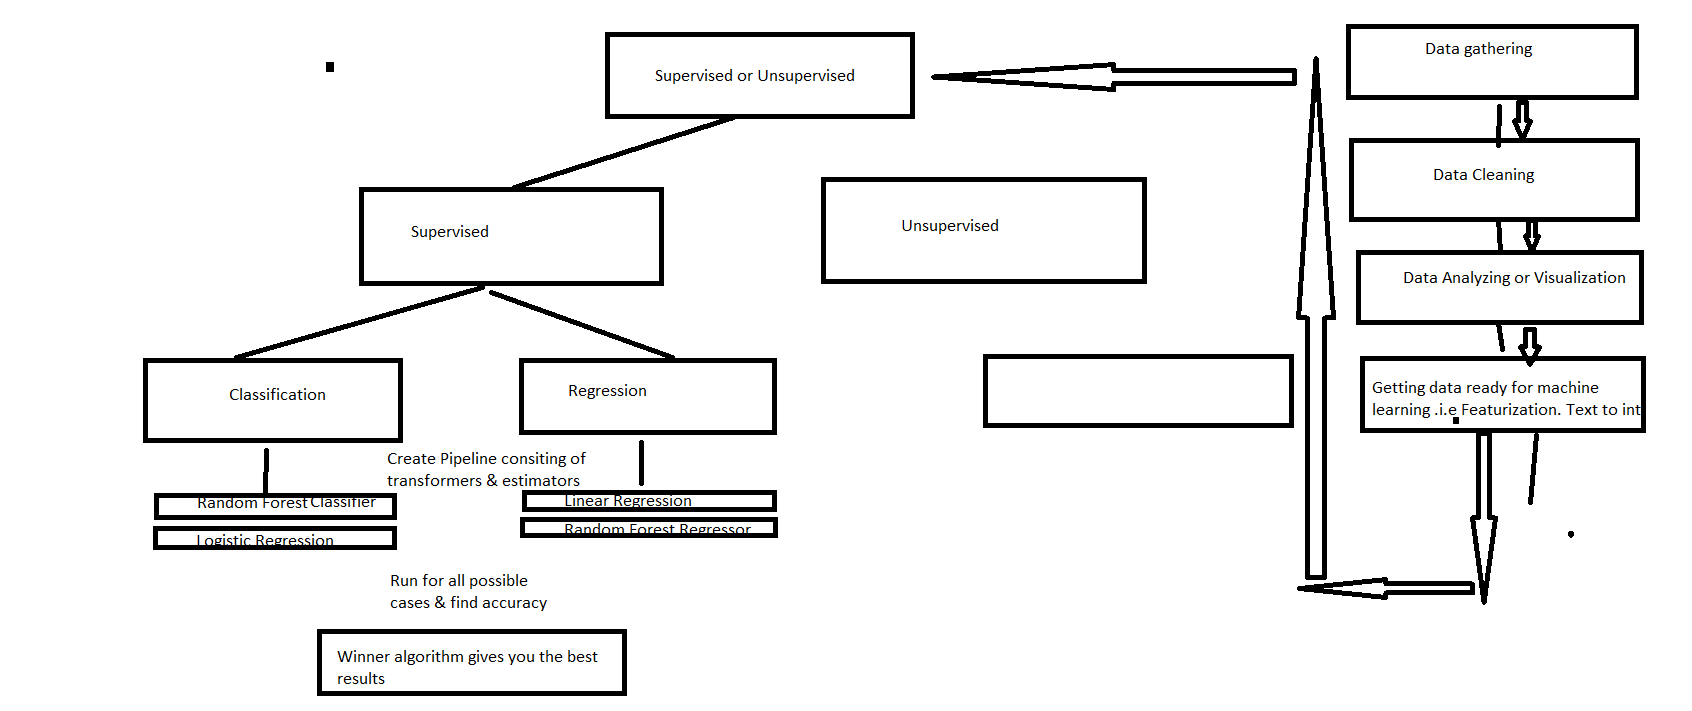 Data gathering
Supervised or Unsupervised
Data Cleaning
Supervised
Unsupervised
Data Analyzing or Visualization
Classification
Regression
Getting data ready for machine
learning .i.e Featurization. Text to int
Create Pipeline consiting of
transformers & estimators
Random Forest Classifier
Linear Regression
Logistic Regression
Random Forest Regressor
Run for all possible
cases & find accuracy
Winner algorithm gives you the best
results